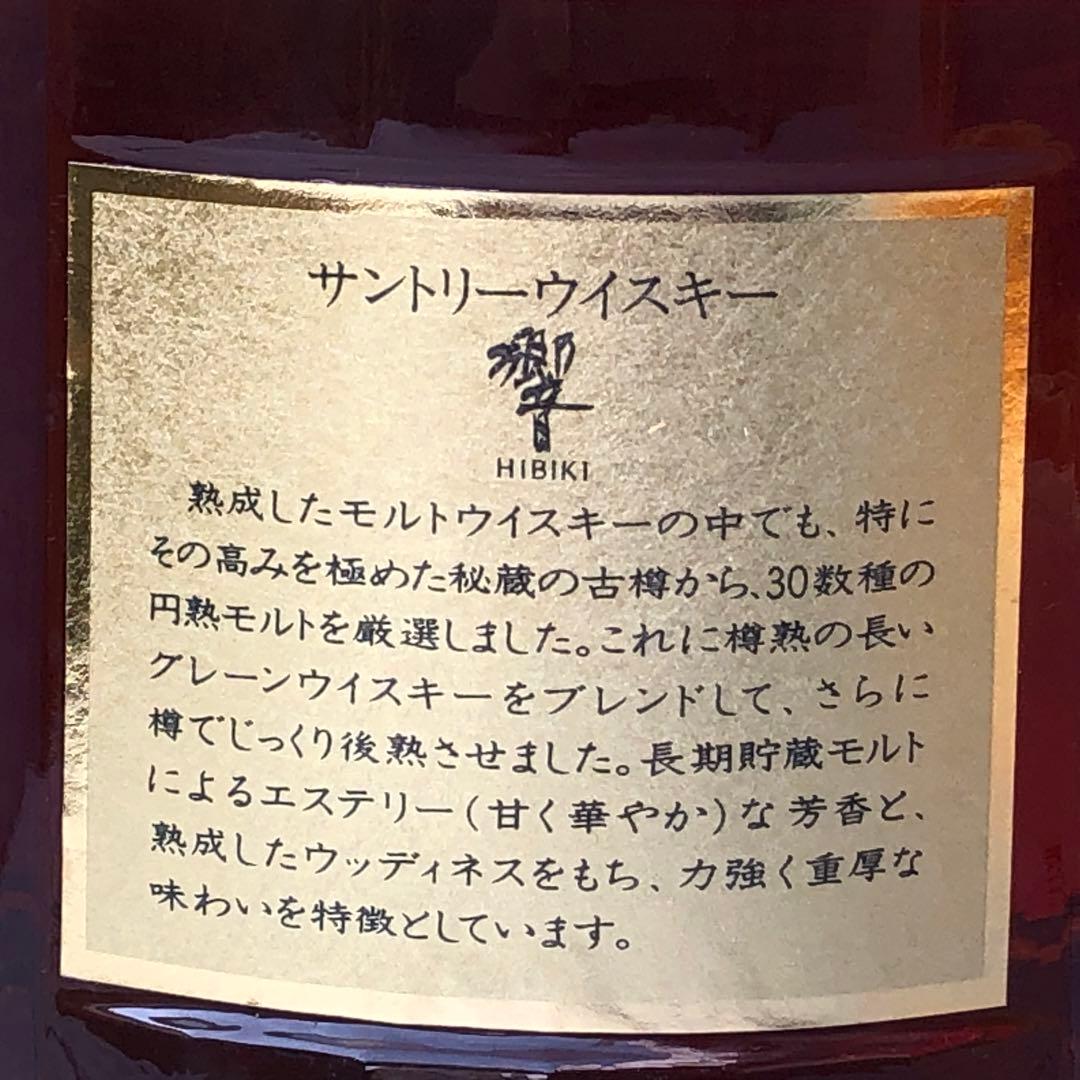 サントリーウイスキー
響
HIBIKI
熟成したモルトウイスキーの中でも、特に
その高みを極めた秘蔵の古樽から、30数種の
円熟モルトを厳選しました。これに樽熟の長い
グレーンウイスキーをブレンドして、さらに
樽でじっくり後熟させました。長期貯蔵モルト
によるエステリー(甘く華やか)な芳香と、
熟成したウッディネスをもち、力強く重厚な
味わいを特徴としています。